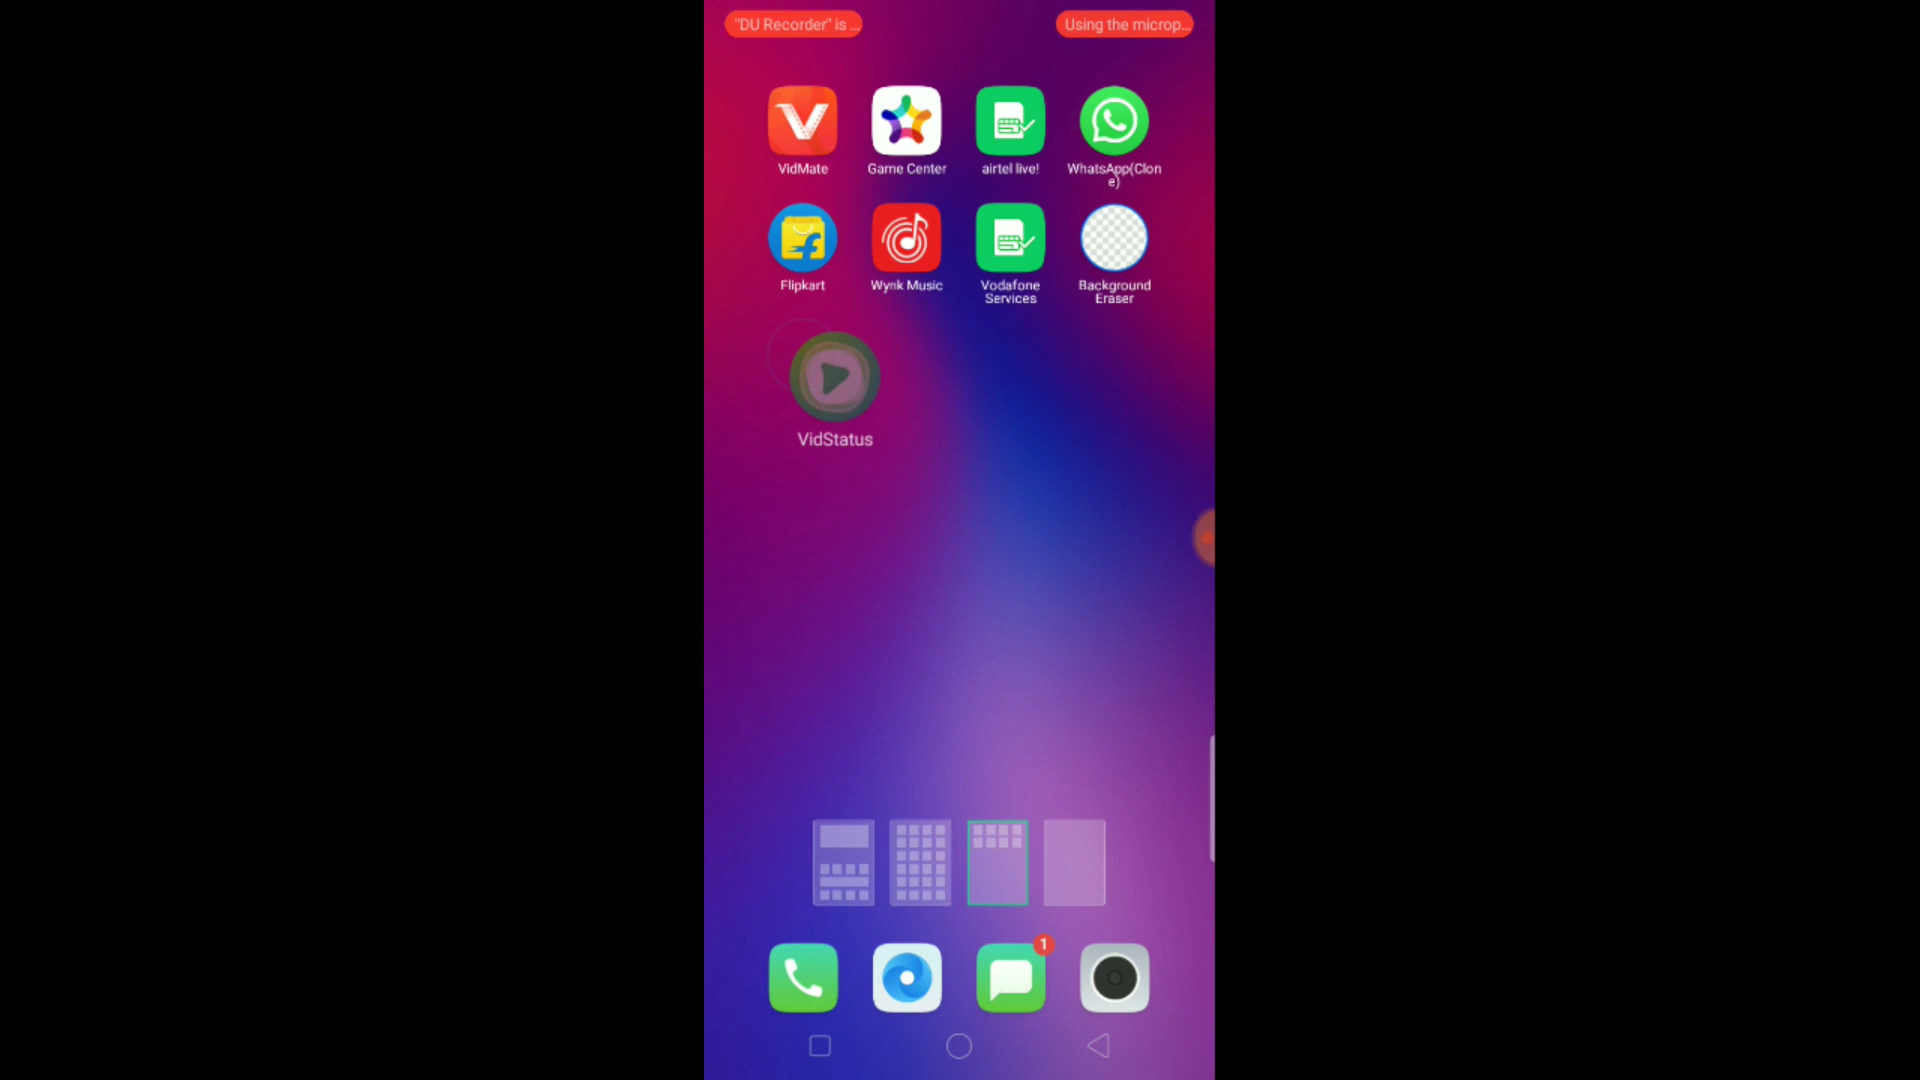 "DU Recorder" is ...
Using the microp...
VidMate
Game Center
airtel live!
WhatsApp(Clon
e)
Flipkart
Wynk Music
Vodafone
Services
Background
Eraser
VidStatus
1